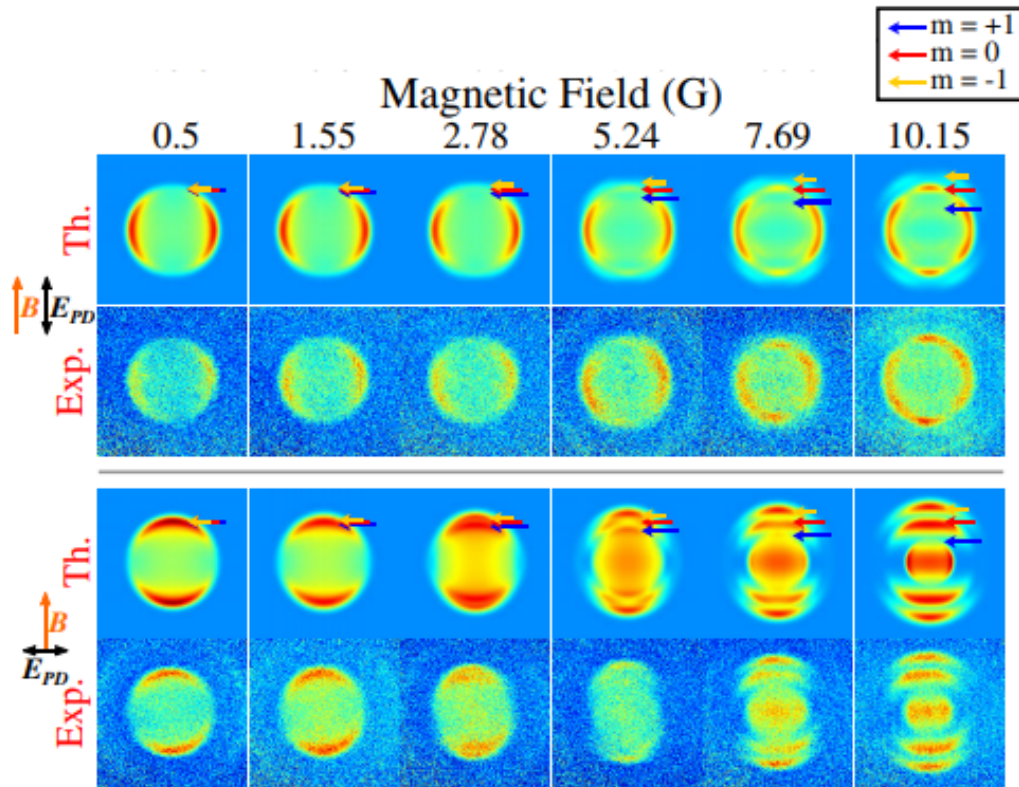 m = +1
m = 0
m = -1
Magnetic Field (G)
0.5 1.55 2.78 5.24 7.69 10.15
Th.
B E_PD
Exp.
Th.
B
E_PD
Exp.